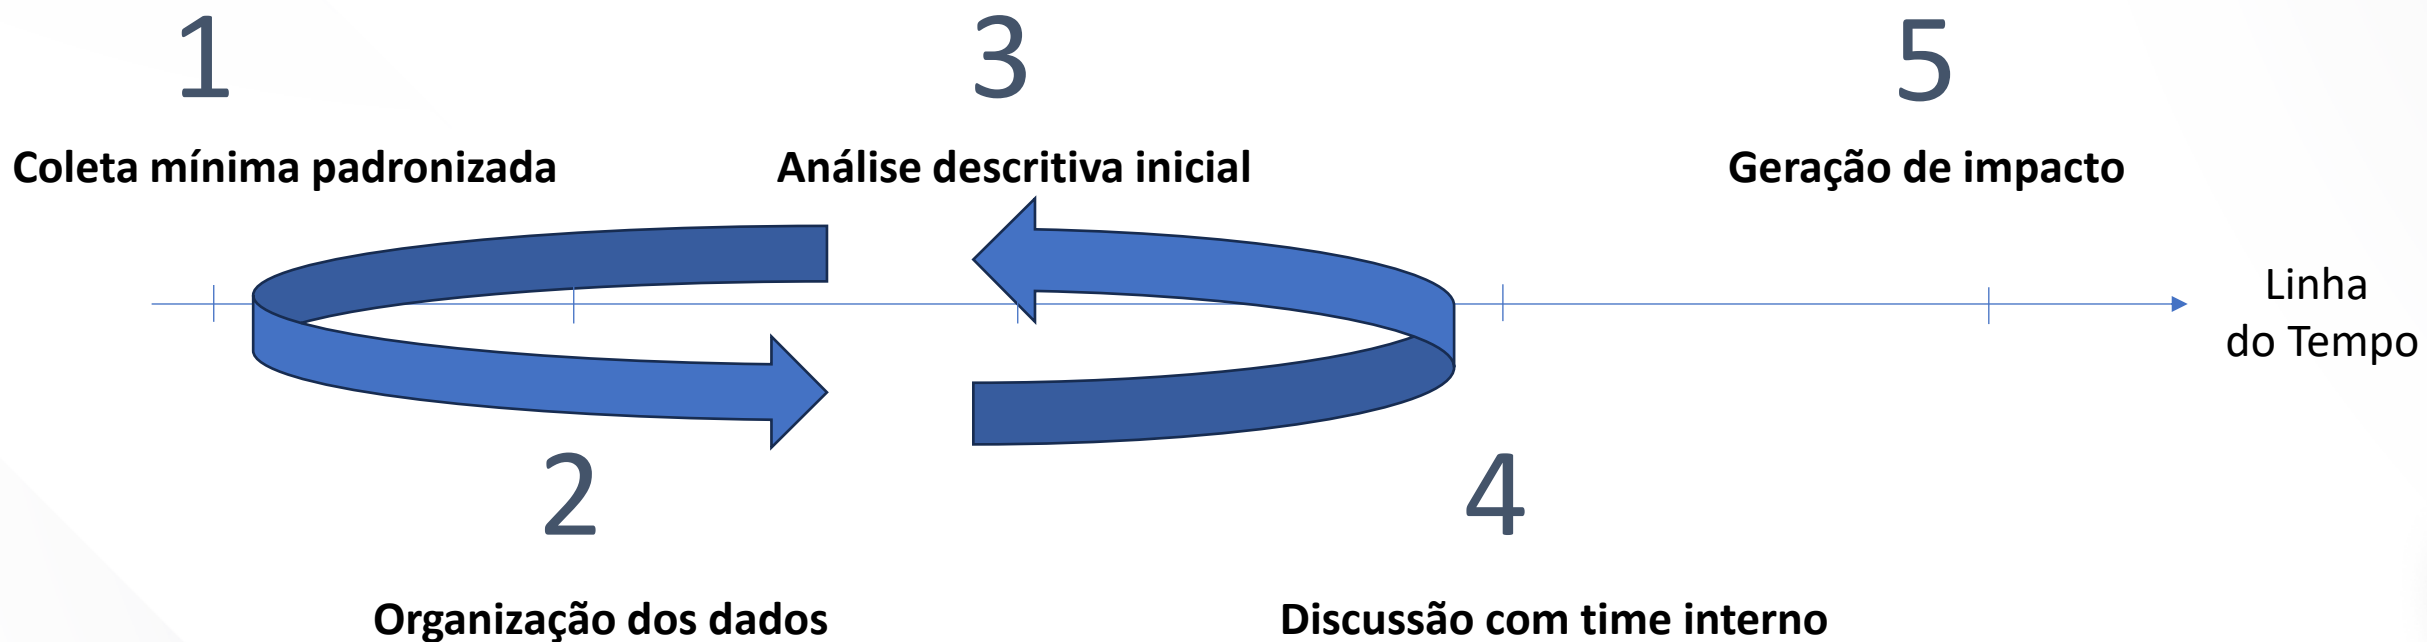 1
Coleta mínima padronizada
2
Organização dos dados
3
Análise descritiva inicial
4
Discussão com time interno
5
Geração de impacto
Linha
do Tempo